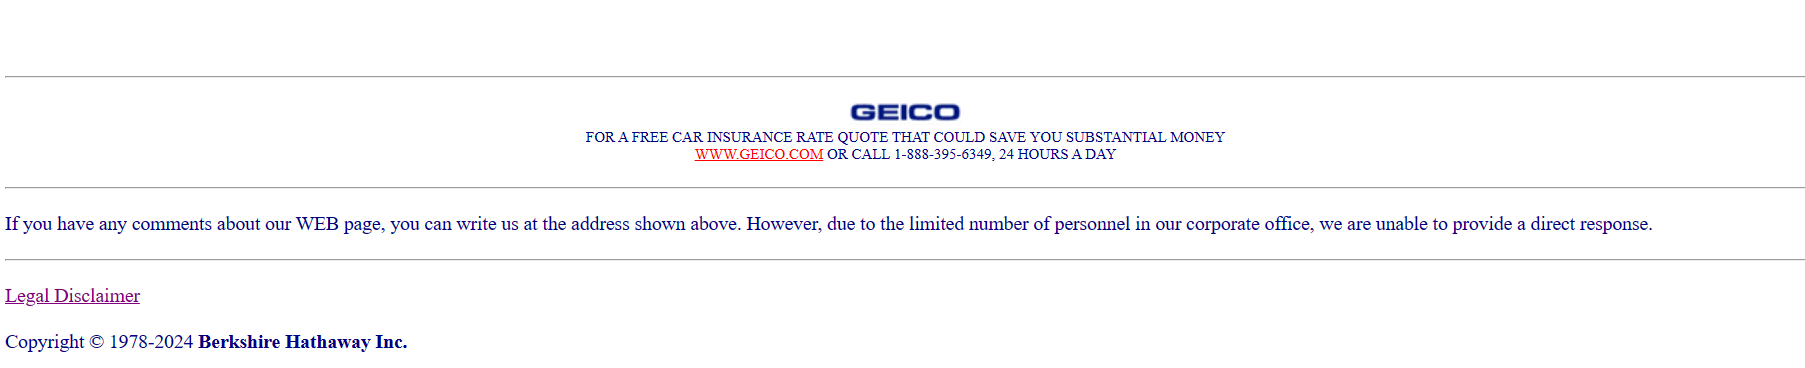 GEICO
FOR A FREE CAR INSURANCE RATE QUOTE THAT COULD SAVE YOU SUBSTANTIAL MONEY
WWW.GEICO.COM OR CALL 1-888-395-6349, 24 HOURS A DAY
If you have any comments about our WEB page, you can write us at the address shown above. However, due to the limited number of personnel in our corporate office, we are unable to provide a direct response.
Legal Disclaimer
Copyright © 1978-2024 Berkshire Hathaway Inc.